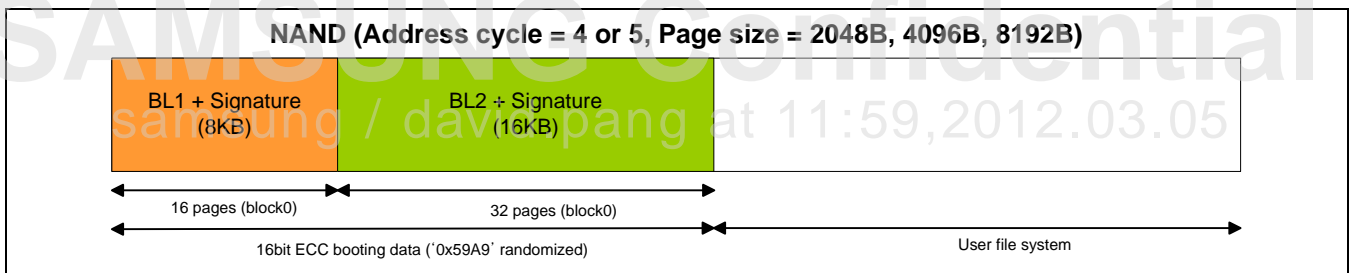 SAMSUNG Confidential
NAND (Address cycle = 4 or 5, Page size = 2048B, 4096B, 8192B)
BL1 + Signature
(8KB)
BL2 + Signature
(16KB)
samsung / david.pang at 11:59,2012.03.05
16 pages (block0)
32 pages (block0)
16bit ECC booting data (‘0x59A9’ randomized)
User file system